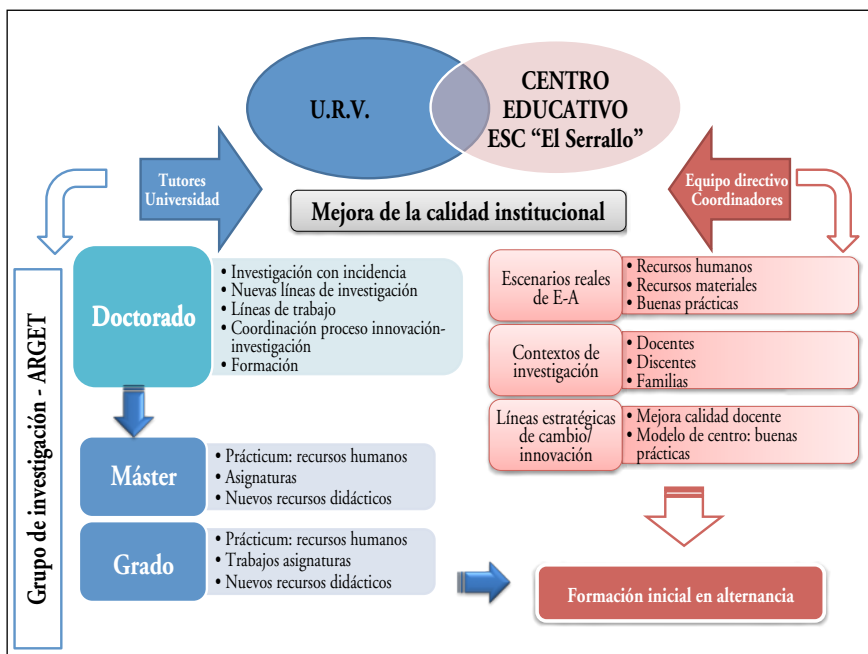 U.R.V.
CENTRO
EDUCATIVO
ESC “El Serrallo”
Tutores
Universidad
Equipo directivo
Coordinadores
Mejora de la calidad institucional
Grupo de investigación - ARGET
Doctorado
• Investigación con incidencia
• Nuevas líneas de investigación
• Líneas de trabajo
• Coordinación proceso innovación-
investigación
• Formación
Máster
• Prácticum: recursos humanos
• Asignaturas
• Nuevos recursos didácticos
Grado
• Prácticum: recursos humanos
• Trabajos asignaturas
• Nuevos recursos didácticos
Escenarios reales
de E-A
• Recursos humanos
• Recursos materiales
• Buenas prácticas
Contextos de
investigación
• Docentes
• Discentes
• Familias
Líneas estratégicas
de cambio/
innovación
• Mejora calidad docente
• Modelo de centro: buenas
prácticas
Formación inicial en alternancia